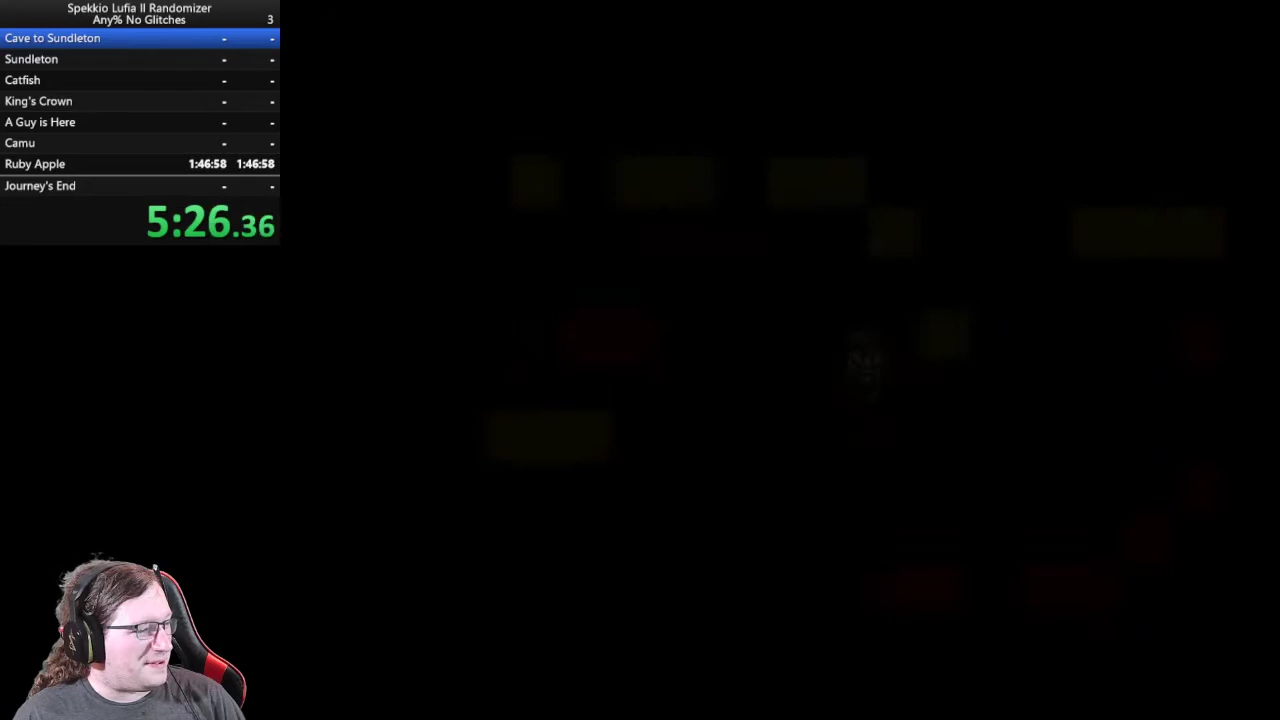 Spekkio Lufia II Randomizer
Any% No Glitches 3
Cave to Sundleton - -
Sundleton - -
Catfish - -
King's Crown - -
A Guy is Here - -
Camu - -
Ruby Apple 1:46:58 1:46:58
Journey's End - -
5:26.36